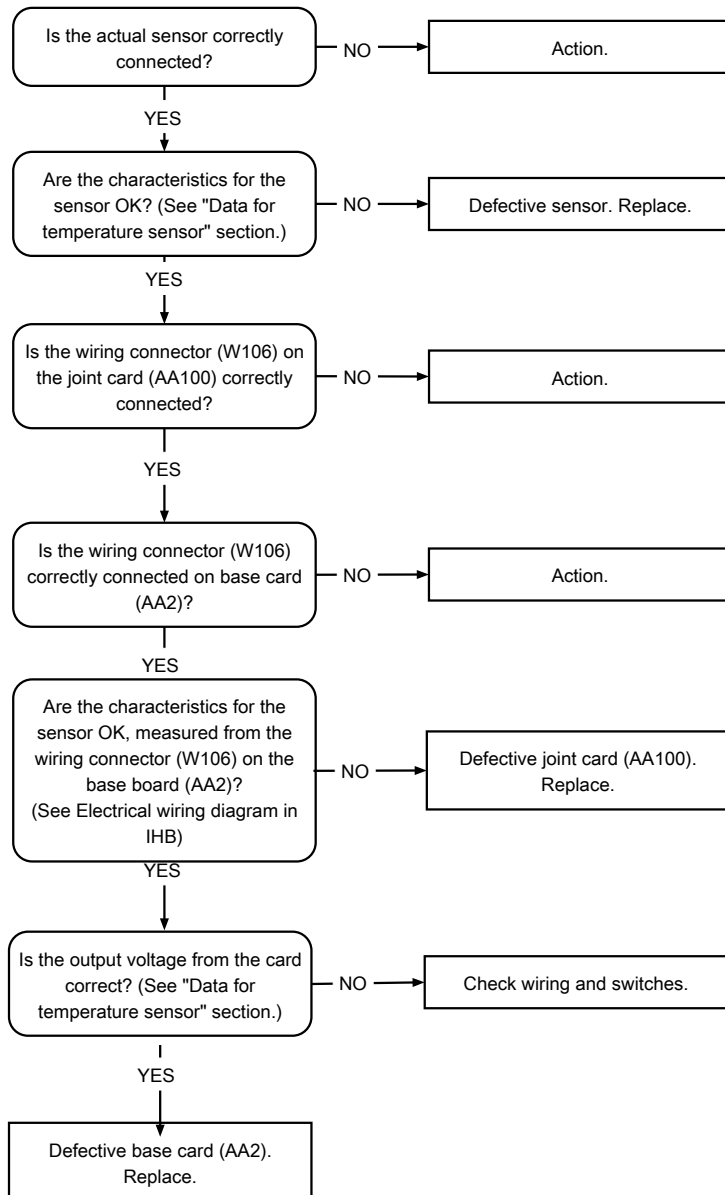 Is the actual sensor correctly
connected?
NO
Action.
YES
Are the characteristics for the
sensor OK? (See "Data for
temperature sensor" section.)
NO
Defective sensor. Replace.
YES
Is the wiring connector (W106) on
the joint card (AA100) correctly
connected?
NO
Action.
YES
Is the wiring connector (W106)
correctly connected on base card
(AA2)?
NO
Action.
YES
Are the characteristics for the
sensor OK, measured from the
wiring connector (W106) on the
base board (AA2)?
(See Electrical wiring diagram in
IHB)
NO
Defective joint card (AA100).
Replace.
YES
Is the output voltage from the card
correct? (See "Data for
temperature sensor" section.)
NO
Check wiring and switches.
YES
Defective base card (AA2).
Replace.